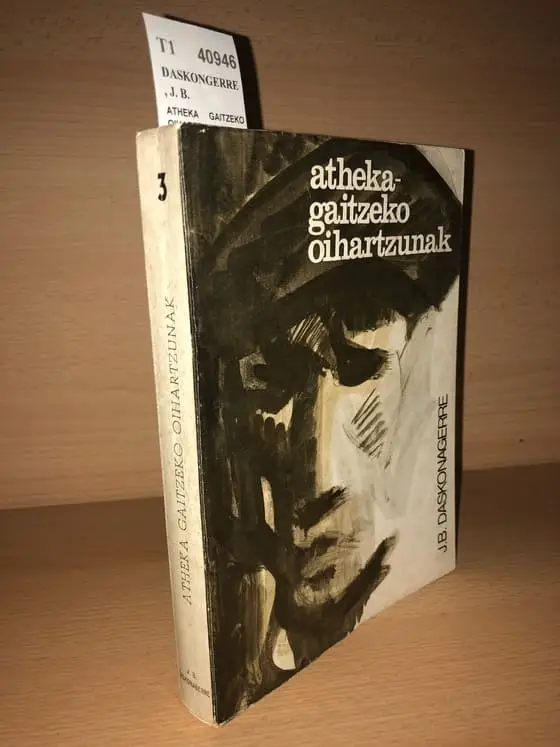 T1 40946
DASKONGERRE
, J. B.
ATHEKA GAITZEKO
atheka-
gaitzeko
oihartzunak
J.B. DASKONAGERRE
3
ATHEKA GAITZEKO OIHARTZUNAK
J. B.